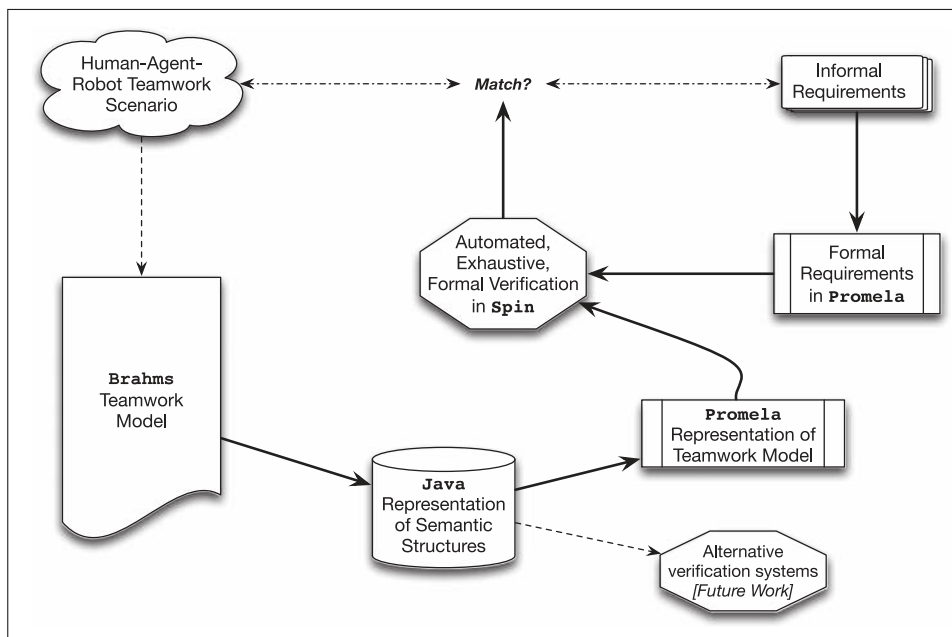 Human-Agent-
Robot Teamwork
Scenario
Match?
Informal
Requirements
Automated,
Exhaustive,
Formal Verification
in Spin
Formal
Requirements
in Promela
Brahms
Teamwork
Model
Promela
Representation of
Teamwork Model
Java
Representation
of Semantic
Structures
Alternative
verification systems
[Future Work]